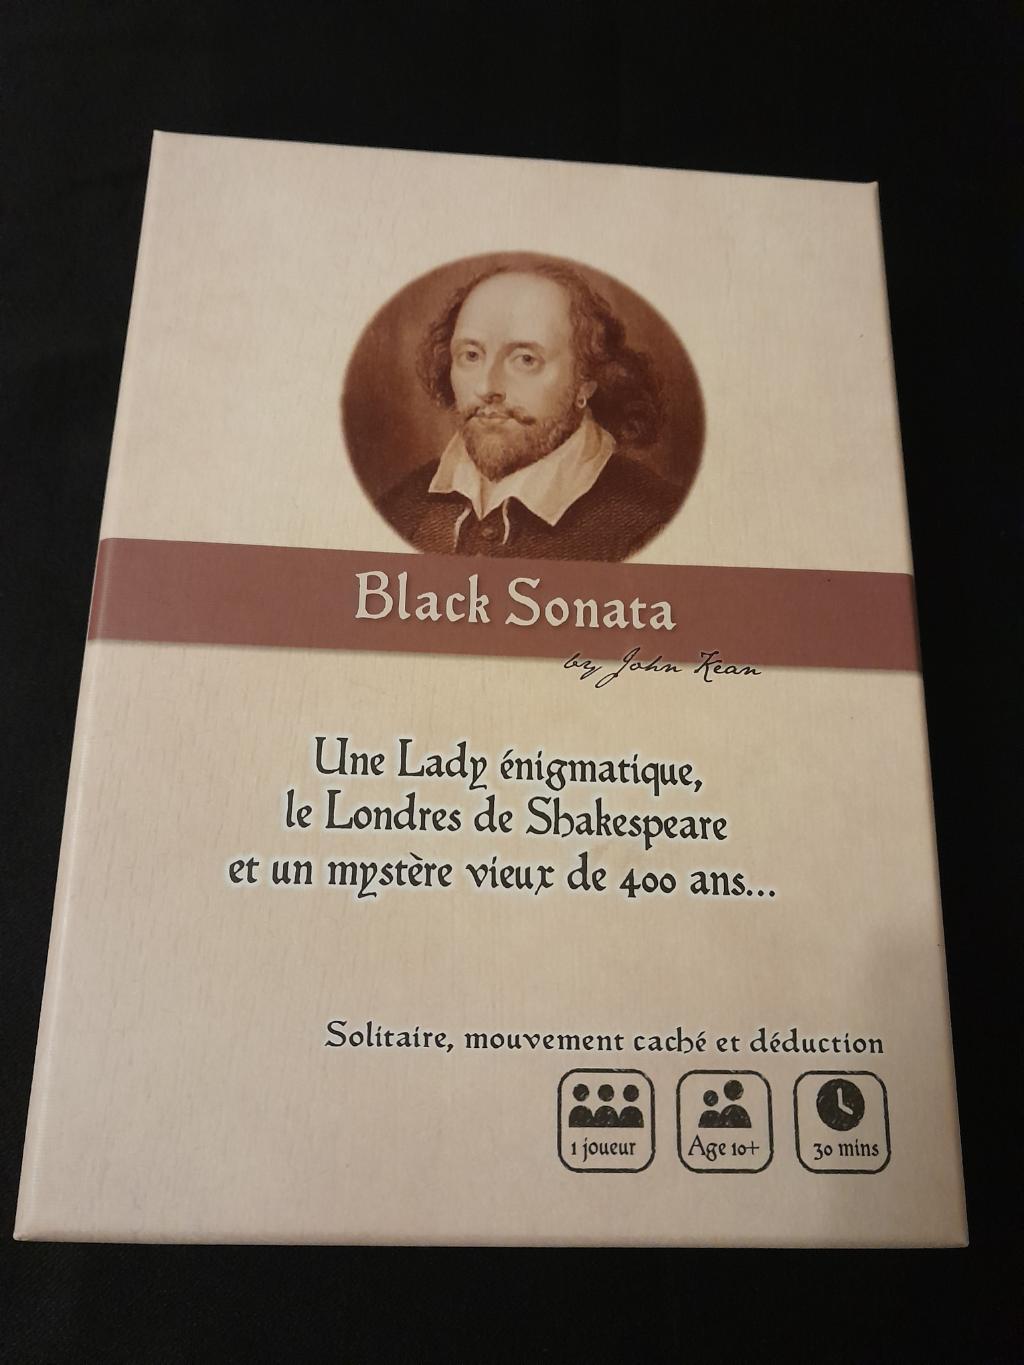 Black Sonata
by John Kean
Une Lady énigmatique,
le Londres de Shakespeare
et un mystère vieux de 400 ans...
Solitaire, mouvement caché et déduction
1 joueur
Age 10+
30 mins